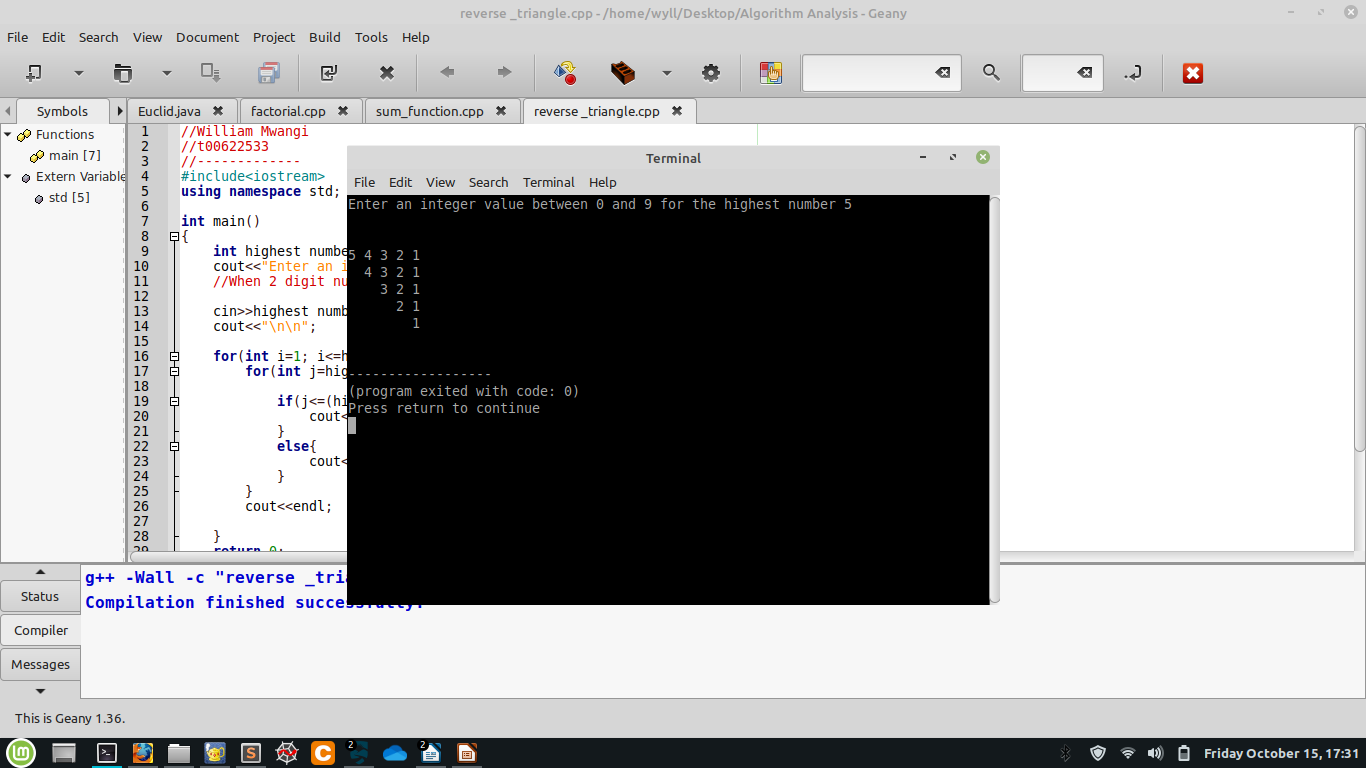 reverse _triangle.cpp - /home/wyll/Desktop/Algorithm Analysis - Geany
File Edit Search View Document Project Build Tools Help
Symbols
Euclid.java
factorial.cpp
sum_function.cpp
reverse _triangle.cpp
Functions
main [7]
Extern Variable
std [5]
1 //William Mwangi
2 //t00622533
3 //-------------
4 #include<iostream>
5 using namespace std;
6
7 int main()
8 {
9 int highest numbe
10 cout<<"Enter an i
11 //When 2 digit nu
12
13 cin>>highest numb
14 cout<<"\n\n";
15
16 for(int i=1; i<=h
17 for(int j=hig
18
19 if(j<=(hi
20 cout<
21 }
22 else{
23 cout<
24 }
25 }
26 cout<<endl;
27
28 }
29 return 0;
Terminal
File Edit View Search Terminal Help
Enter an integer value between 0 and 9 for the highest number 5
5 4 3 2 1
4 3 2 1
3 2 1
2 1
1
------------------
(program exited with code: 0)
Press return to continue
Status
Compiler
Messages
g++ -Wall -c "reverse _tria
Compilation finished successfully.
This is Geany 1.36.
2
2
Friday October 15, 17:31